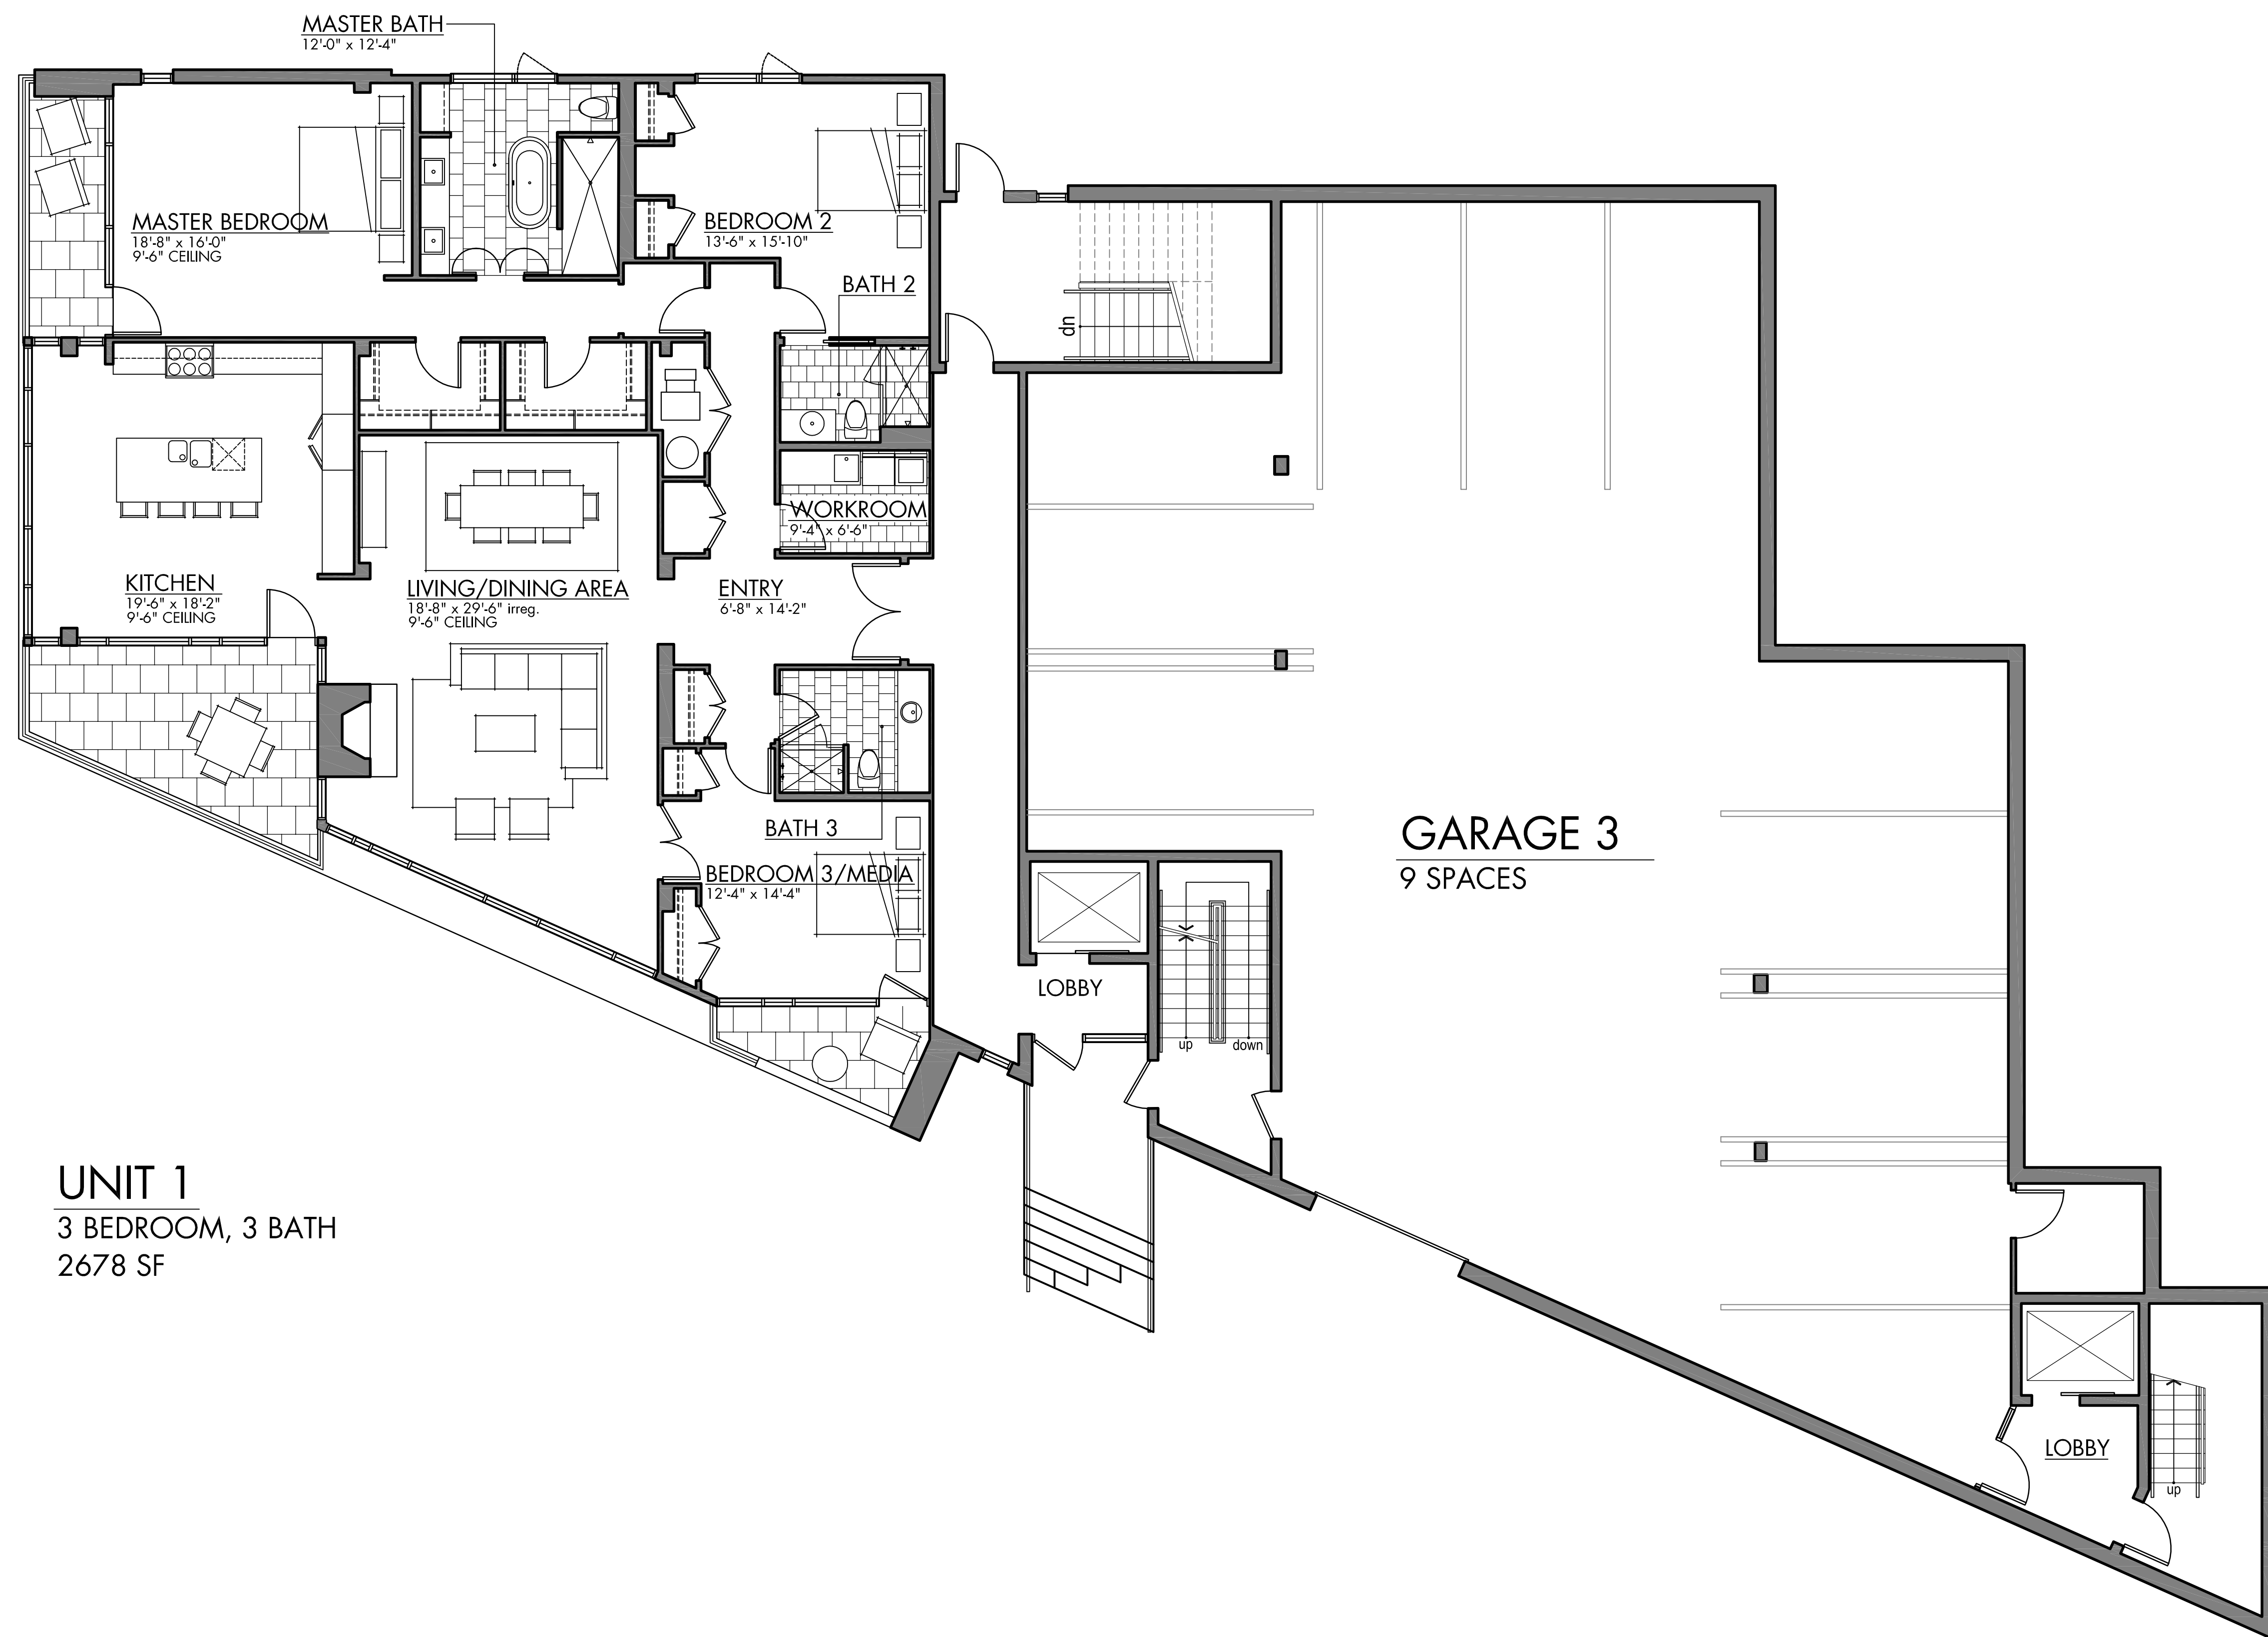 MASTER BATH
12'-0" x 12'-4"
MASTER BEDROOM
18'-8" x 16'-0"
9'-6" CEILING
BEDROOM 2
13'-6" x 15'-10"
BATH 2
dn
WORKROOM
9'-4" x 6'-6"
KITCHEN
19'-6" x 18'-2"
9'-6" CEILING
LIVING/DINING AREA
18'-8" x 29'-6" irreg.
9'-6" CEILING
ENTRY
6'-8" x 14'-2"
BATH 3
BEDROOM 3/MEDIA
12'-4" x 14'-4"
GARAGE 3
9 SPACES
LOBBY
up
down
UNIT 1
3 BEDROOM, 3 BATH
2678 SF
LOBBY
up